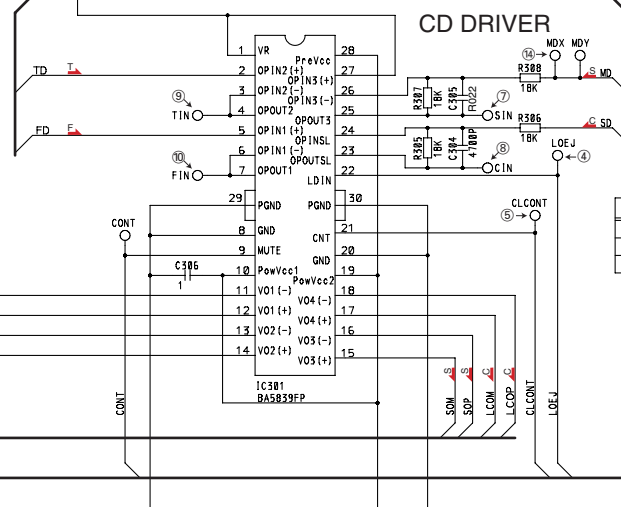 CD DRIVER
MDX MDY
⑭
1 VR 28
PreVcc
TD T 2 OPIN2(+) 27
OPIN3(+)
R308
18K
S MD
⑨ 3 OPIN2(-) 26
OPIN3(-)
R307 18K C305 R022 ⑦
TIN 4 OPOUT2 25 SIN
OPOUT3
R306
18K
C SD
FD F 5 OPIN1(+) 24
OPINSL
R305 18K C304 4700P
LOEJ
④
⑩ 6 OPIN1(-) 23
OPOUTSL
⑧
FIN 7 OPOUT1 22 CIN
LDIN
29 PGND PGND 30
CLCONT
⑤
CONT
8 GND 21
CNT
9 MUTE 20
GND
C306
1
10 PowVcc1 19
PowVcc2
11 VO1(-) 18
VO4(-)
12 VO1(+) 17
VO4(+)
13 VO2(-) 16
VO3(-)
14 VO2(+) 15
VO3(+)
IC301
BA5839FP
S S C C
CONT SOM SOP LCOM LCOP CLCONT LOEJ